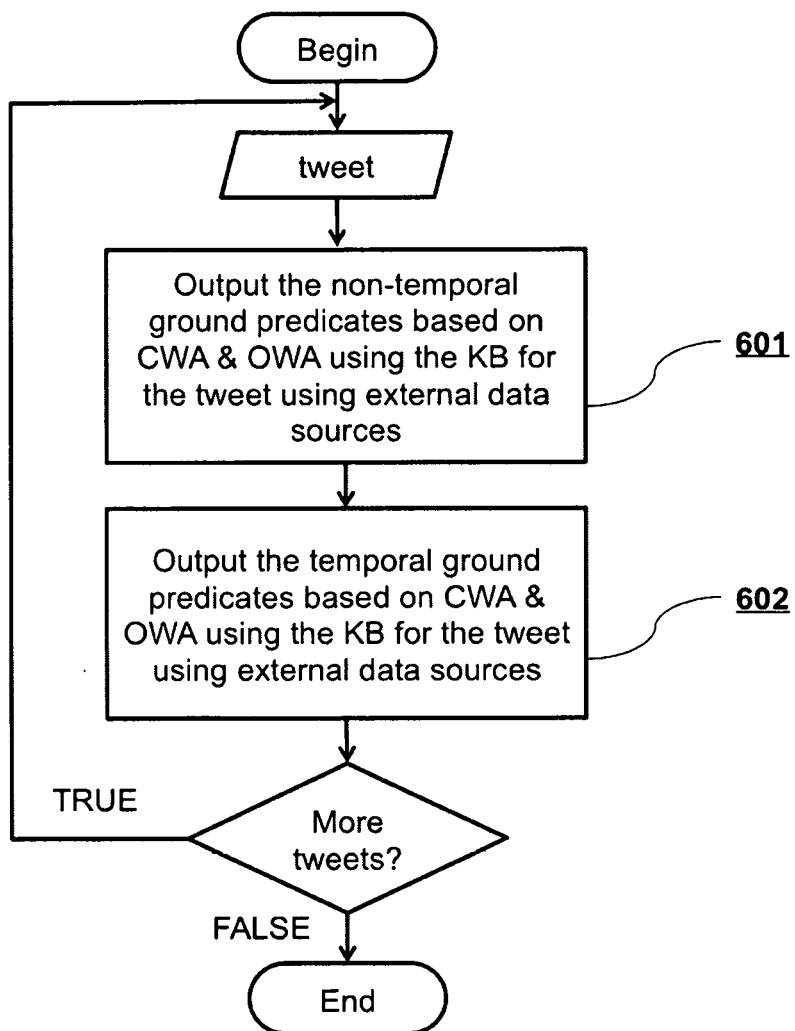 Begin
tweet
Output the non-temporal
ground predicates based on
CWA & OWA using the KB for
the tweet using external data
sources
601
Output the temporal ground
predicates based on CWA &
OWA using the KB for the tweet
using external data sources
602
TRUE
More
tweets?
FALSE
End